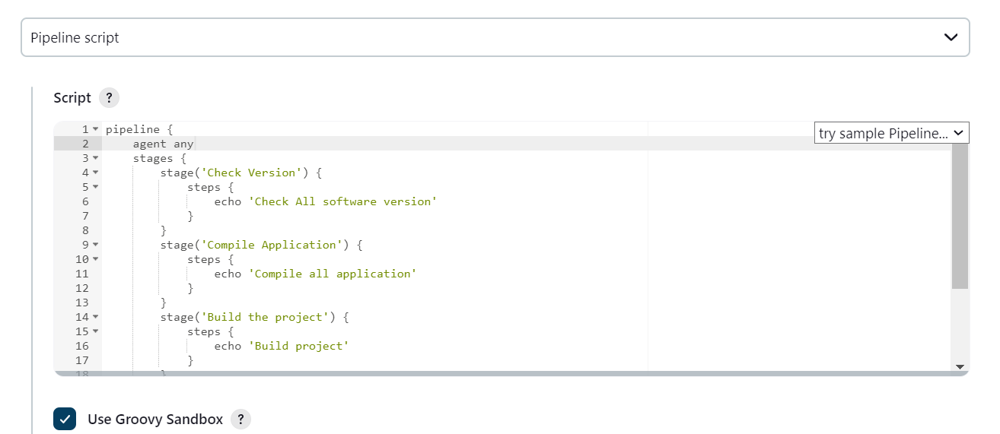 Pipeline script
Script ?
try sample Pipeline...
1 pipeline {
2     agent any
3     stages {
4         stage('Check Version') {
5             steps {
6                 echo 'Check All software version'
7             }
8         }
9         stage('Compile Application') {
10             steps {
11                 echo 'Compile all application'
12             }
13         }
14         stage('Build the project') {
15             steps {
16                 echo 'Build project'
17             }
18         }
Use Groovy Sandbox ?